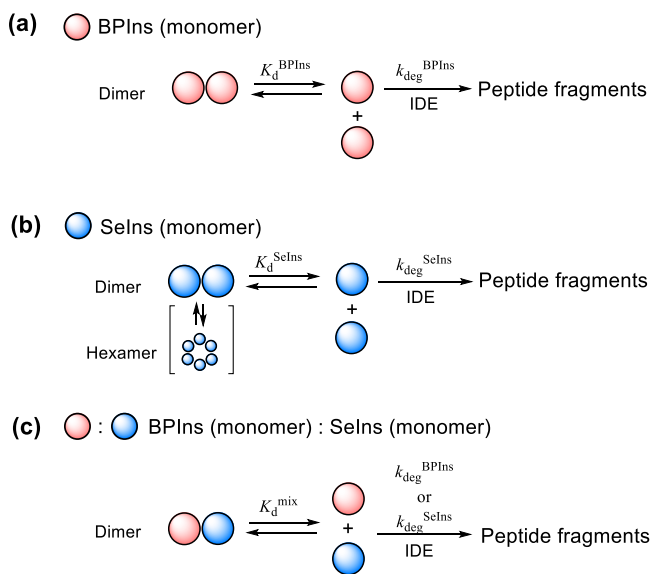 (a) BPIns (monomer)
K_d^BPIns
k_deg^BPIns
Dimer
Peptide fragments
IDE
+
(b) SeIns (monomer)
K_d^SeIns
k_deg^SeIns
Dimer
Peptide fragments
IDE
+
Hexamer
(c) : BPIns (monomer) : SeIns (monomer)
k_deg^BPIns
or
K_d^mix
k_deg^SeIns
Dimer
+
Peptide fragments
IDE